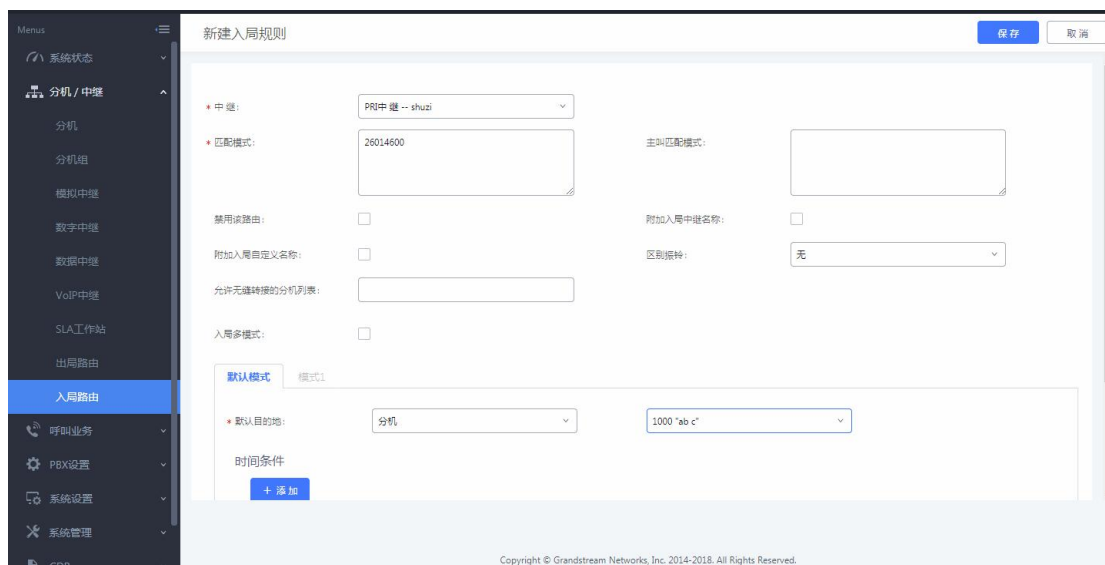 Menus
新建入局规则
保存
取消
系统状态
分机 / 中继
分机
分机组
模拟中继
数字中继
数据中继
VoIP中继
SLA工作站
出局路由
入局路由
呼叫业务
PBX设置
系统设置
系统管理
CDR
* 中继:
PRI中继 -- shuzi
* 匹配模式:
26014600
主叫匹配模式:
禁用该路由:
附加入局中继名称:
附加入局自定义名称:
区别振铃:
无
允许无缝转接的分机列表:
入局多模式:
默认模式
模式1
* 默认目的地:
分机
1000 "ab c"
时间条件
+ 添加
Copyright © Grandstream Networks, Inc. 2014-2018. All Rights Reserved.